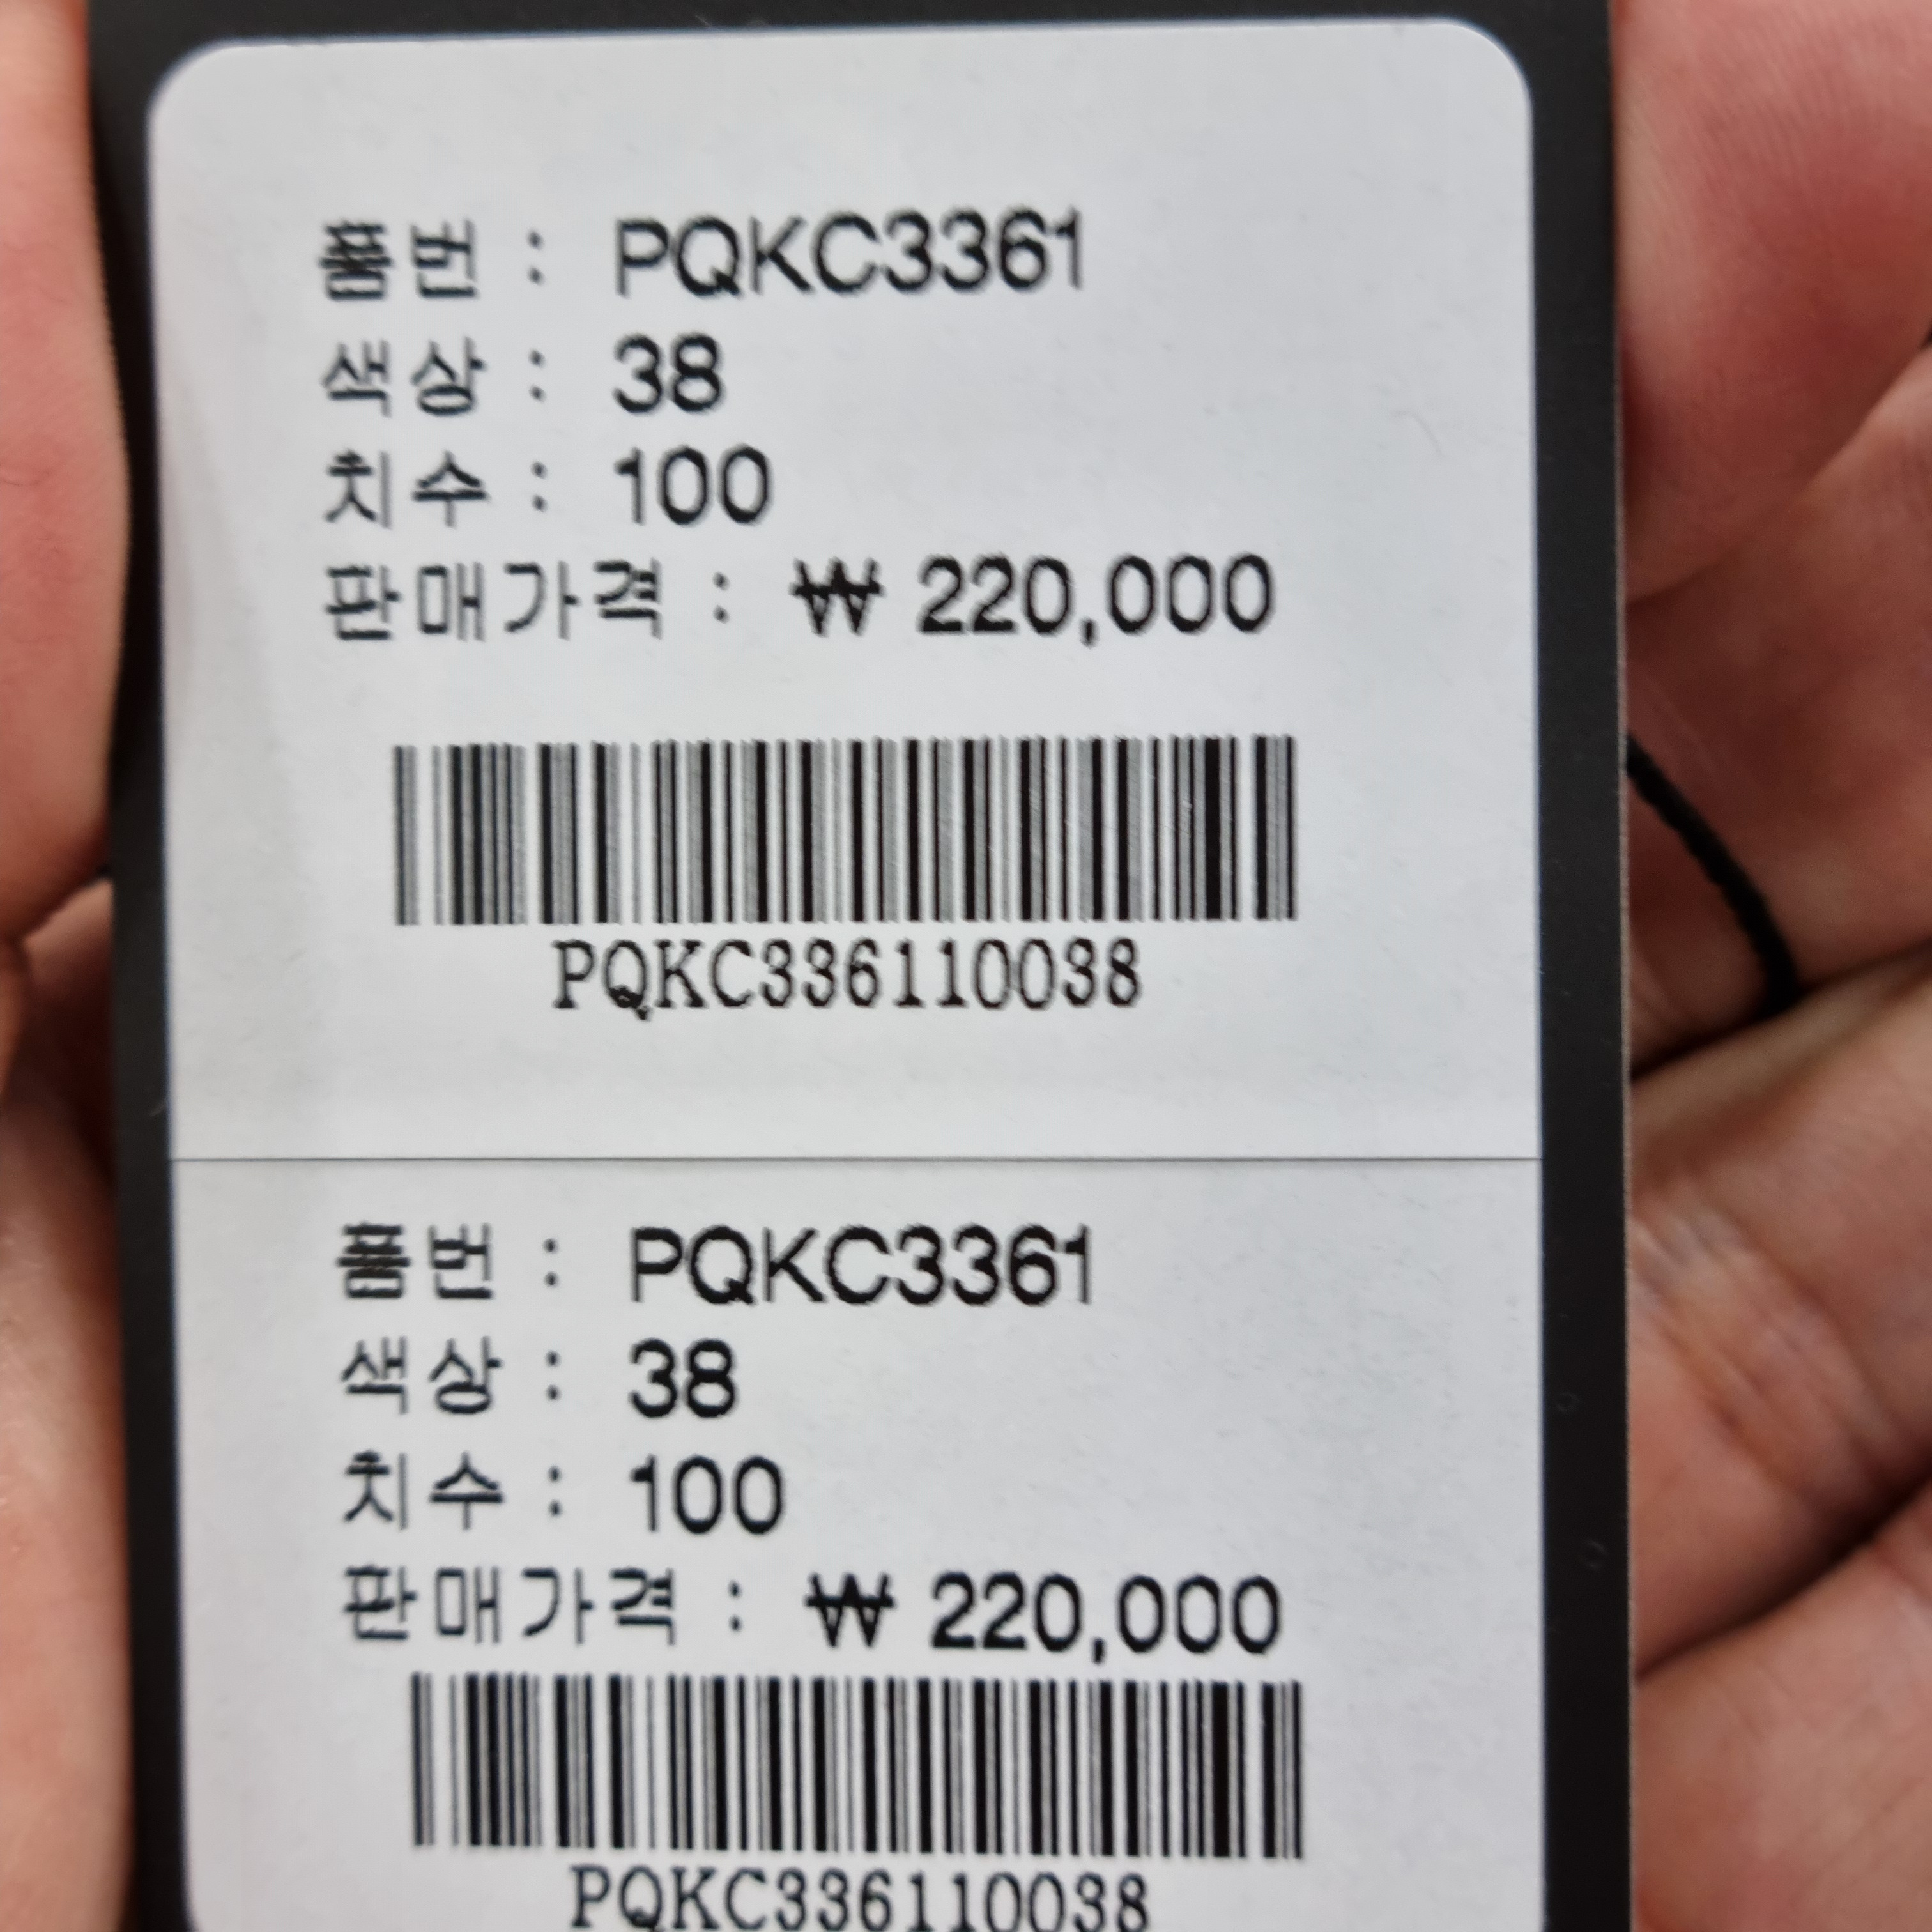 품번 : PQKC3361
색상 : 38
치수 : 100
판매가격 : ₩ 220,000
PQKC336110038
품번 : PQKC3361
색상 : 38
치수 : 100
판매가격 : ₩ 220,000
PQKC336110038